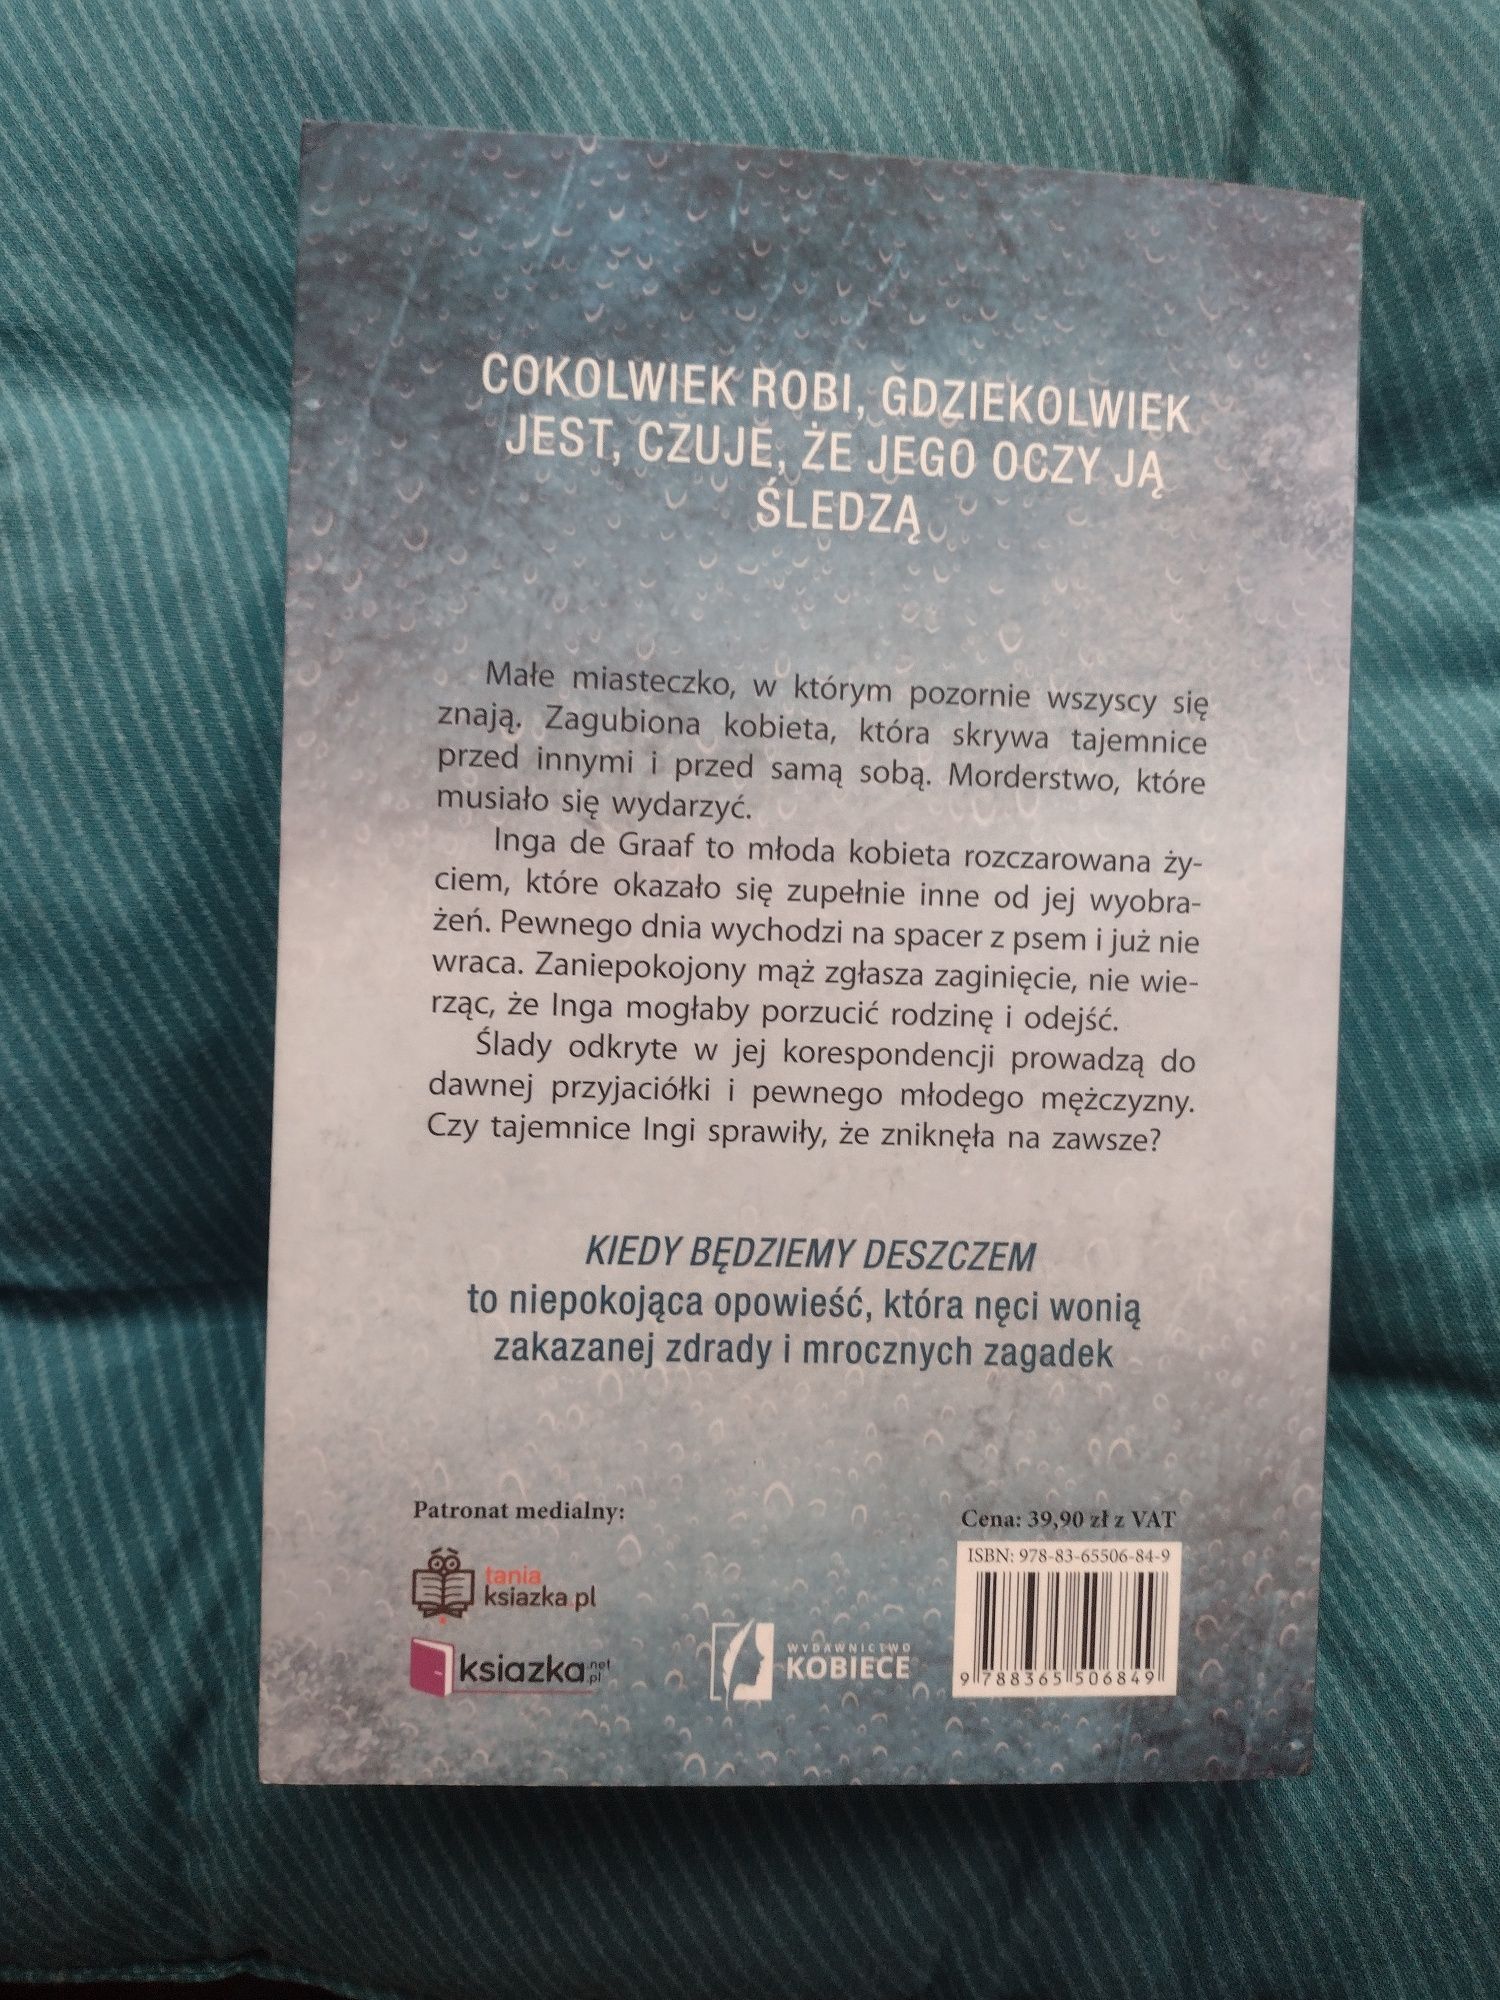 COKOLWIEK ROBI, GDZIEKOLWIEK
JEST, CZUJE, ŻE JEGO OCZY JĄ
ŚLEDZĄ
Małe miasteczko, w którym pozornie wszyscy się
znają. Zagubiona kobieta, która skrywa tajemnice
przed innymi i przed samą sobą. Morderstwo, które
musiało się wydarzyć.
Inga de Graaf to młoda kobieta rozczarowana ży-
ciem, które okazało się zupełnie inne od jej wyobra-
żeń. Pewnego dnia wychodzi na spacer z psem i już nie
wraca. Zaniepokojony mąż zgłasza zaginięcie, nie wie-
rząc, że Inga mogłaby porzucić rodzinę i odejść.
Ślady odkryte w jej korespondencji prowadzą do
dawnej przyjaciółki i pewnego młodego mężczyzny.
Czy tajemnice Ingi sprawiły, że zniknęła na zawsze?
KIEDY BĘDZIEMY DESZCZEM
to niepokojąca opowieść, która nęci wonią
zakazanej zdrady i mrocznych zagadek
Patronat medialny:
tania
ksiazka.pl
ksiazka.net
.pl
WYDAWNICTWO
KOBIECE
Cena: 39,90 zł z VAT
ISBN: 978-83-65506-84-9
9 788365 506849